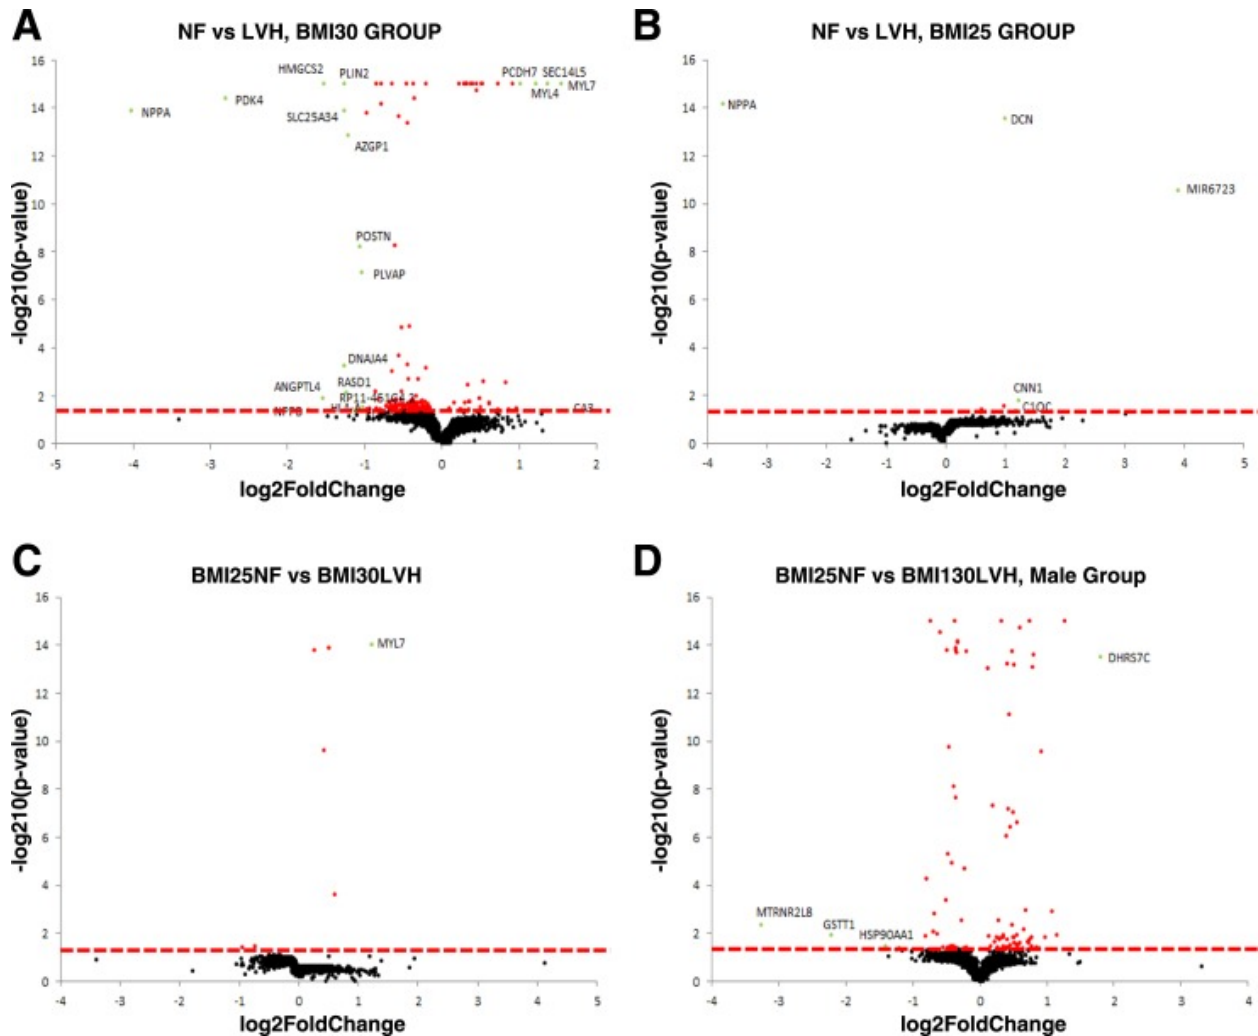 A
NF vs LVH, BMI30 GROUP
16
14
12
10
8
6
4
2
0
-log210(p-value)
HMGCS2
PLIN2
PCDH7
SEC14L5
MYL4
MYL7
NPPA
PDK4
SLC25A34
AZGP1
POSTN
PLVAP
DNAJA4
ANGPTL4
RASD1
RP11-451G4.2
CA3
-5 -4 -3 -2 -1 0 1 2
log2FoldChange
B
NF vs LVH, BMI25 GROUP
16
14
12
10
8
6
4
2
0
-log210(p-value)
NPPA
DCN
MIR6723
CNN1
C1QC
-4 -3 -2 -1 0 1 2 3 4 5
log2FoldChange
C
BMI25NF vs BMI30LVH
16
14
12
10
8
6
4
2
0
-log210(p-value)
MYL7
-4 -3 -2 -1 0 1 2 3 4 5
log2FoldChange
D
BMI25NF vs BMI130LVH, Male Group
16
14
12
10
8
6
4
2
0
-log210(p-value)
DHRS7C
MTRNR2L8
GSTT1
HSP90AA1
-4 -3 -2 -1 0 1 2 3 4
log2FoldChange